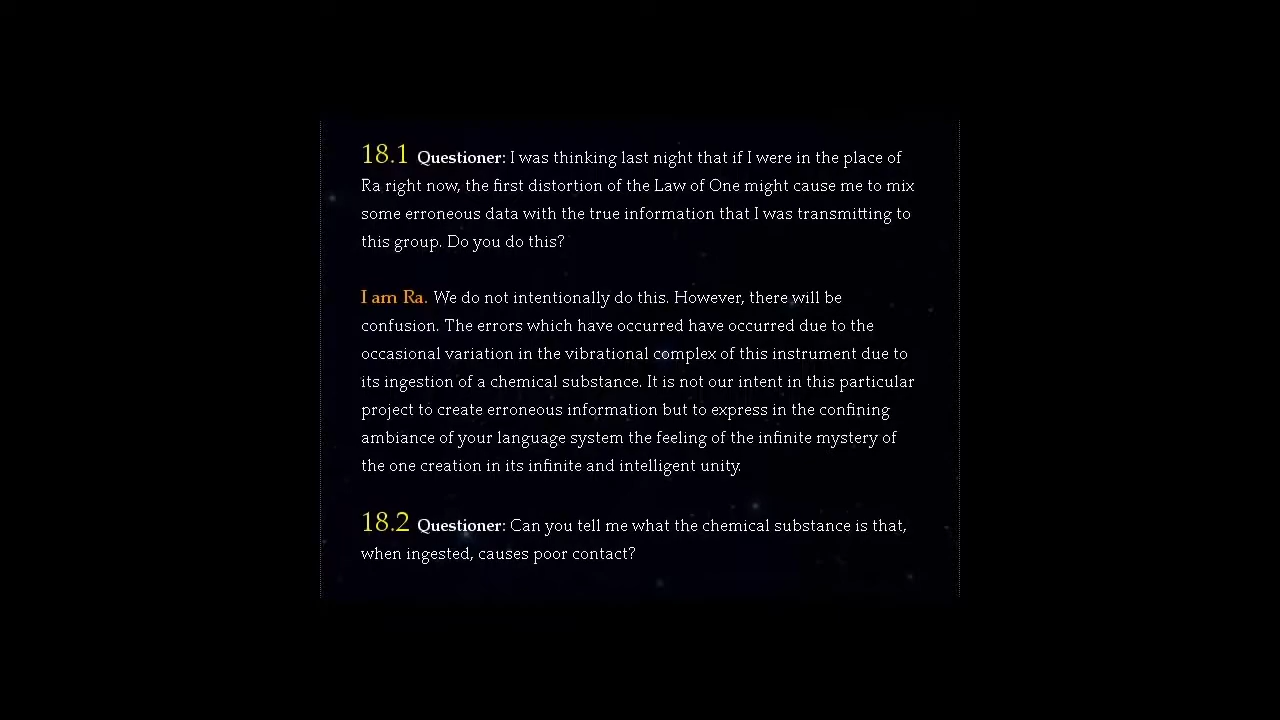 18.1 Questioner: I was thinking last night that if I were in the place of
Ra right now, the first distortion of the Law of One might cause me to mix
some erroneous data with the true information that I was transmitting to
this group. Do you do this?
I am Ra. We do not intentionally do this. However, there will be
confusion. The errors which have occurred have occurred due to the
occasional variation in the vibrational complex of this instrument due to
its ingestion of a chemical substance. It is not our intent in this particular
project to create erroneous information but to express in the confining
ambiance of your language system the feeling of the infinite mystery of
the one creation in its infinite and intelligent unity.
18.2 Questioner: Can you tell me what the chemical substance is that,
when ingested, causes poor contact?